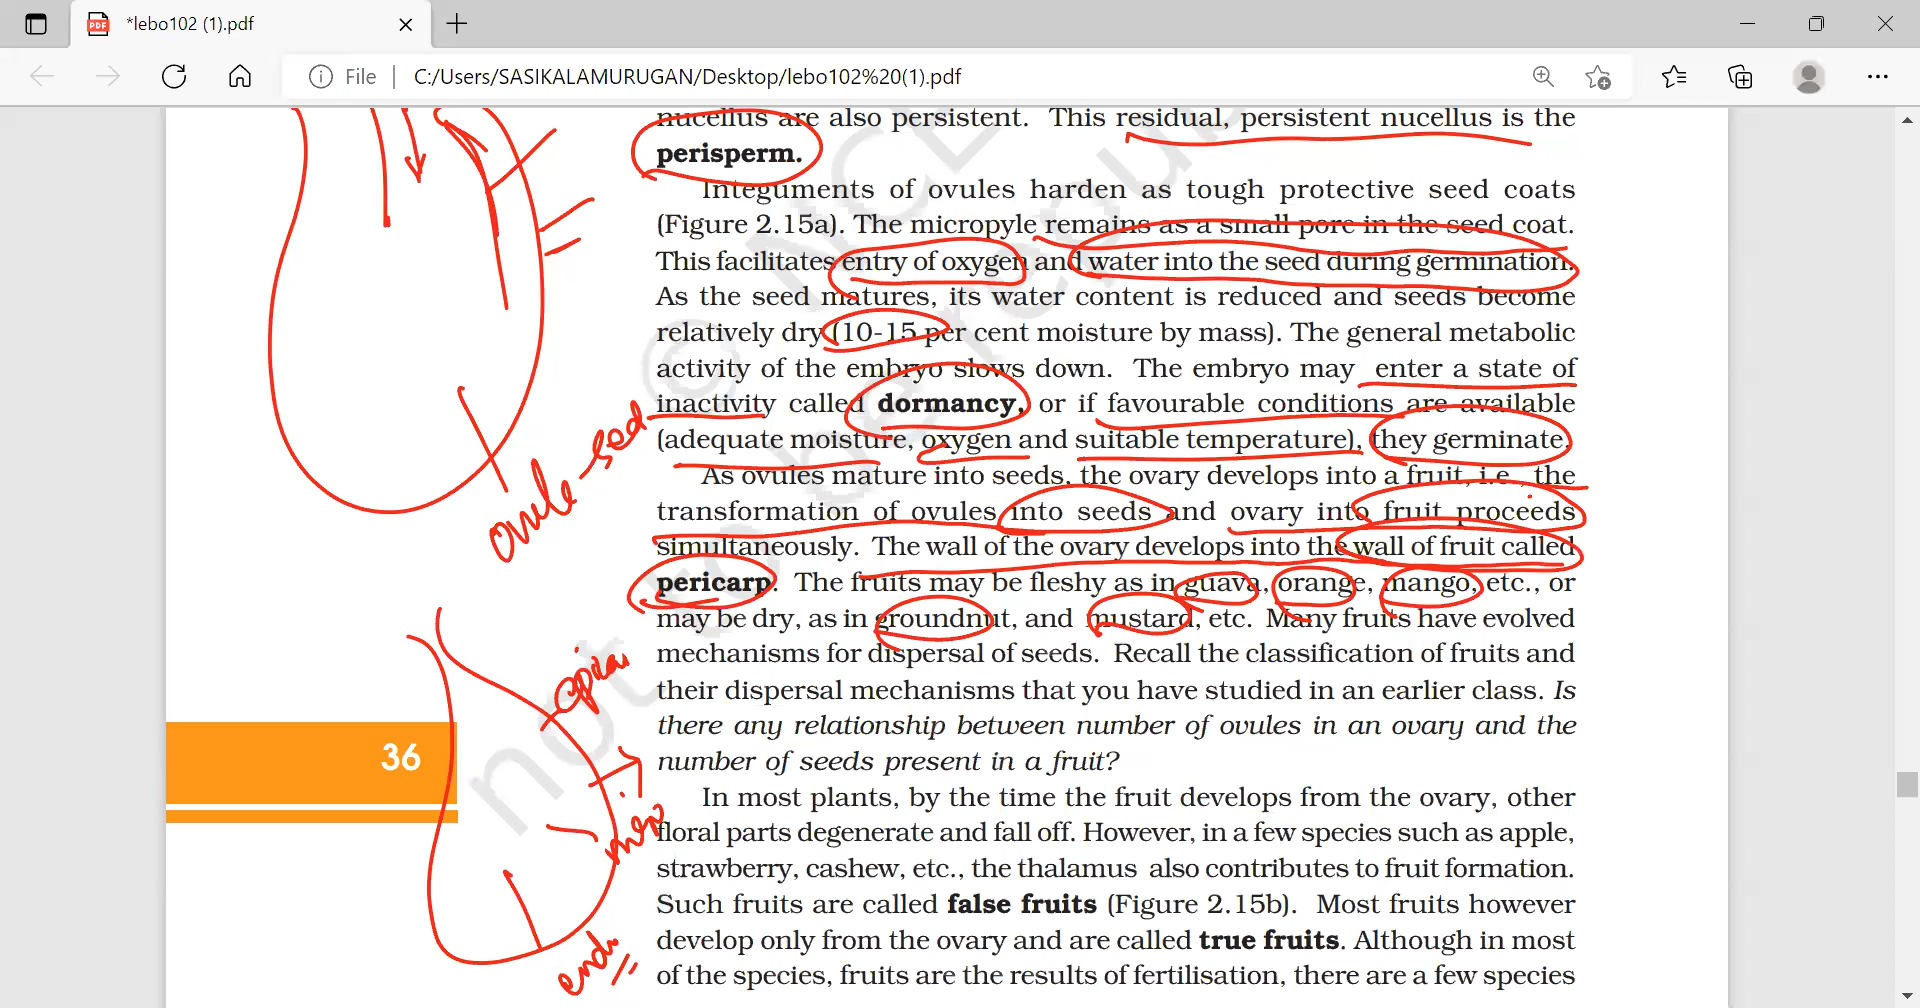 *lebo102 (1).pdf
File | C:/Users/SASIKALAMURUGAN/Desktop/lebo102%20(1).pdf
nucellus are also persistent. This residual, persistent nucellus is the
perisperm.
Integuments of ovules harden as tough protective seed coats
(Figure 2.15a). The micropyle remains as a small pore in the seed coat.
This facilitates entry of oxygen and water into the seed during germination.
As the seed matures, its water content is reduced and seeds become
relatively dry (10-15 per cent moisture by mass). The general metabolic
activity of the embryo slows down. The embryo may enter a state of
inactivity called dormancy, or if favourable conditions are available
(adequate moisture, oxygen and suitable temperature), they germinate.
ovule - seed
As ovules mature into seeds, the ovary develops into a fruit, i.e., the
transformation of ovules into seeds and ovary into fruit proceeds
simultaneously. The wall of the ovary develops into the wall of fruit called
pericarp. The fruits may be fleshy as in guava, orange, mango, etc., or
may be dry, as in groundnut, and mustard, etc. Many fruits have evolved
mechanisms for dispersal of seeds. Recall the classification of fruits and
their dispersal mechanisms that you have studied in an earlier class. Is
there any relationship between number of ovules in an ovary and the
number of seeds present in a fruit?
36
In most plants, by the time the fruit develops from the ovary, other
floral parts degenerate and fall off. However, in a few species such as apple,
strawberry, cashew, etc., the thalamus also contributes to fruit formation.
Such fruits are called false fruits (Figure 2.15b). Most fruits however
develop only from the ovary and are called true fruits. Although in most
of the species, fruits are the results of fertilisation, there are a few species